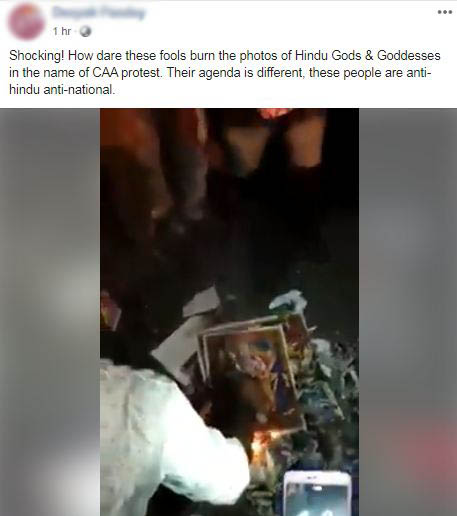 1 hr
Shocking! How dare these fools burn the photos of Hindu Gods & Goddesses
in the name of CAA protest. Their agenda is different, these people are anti-
hindu anti-national.